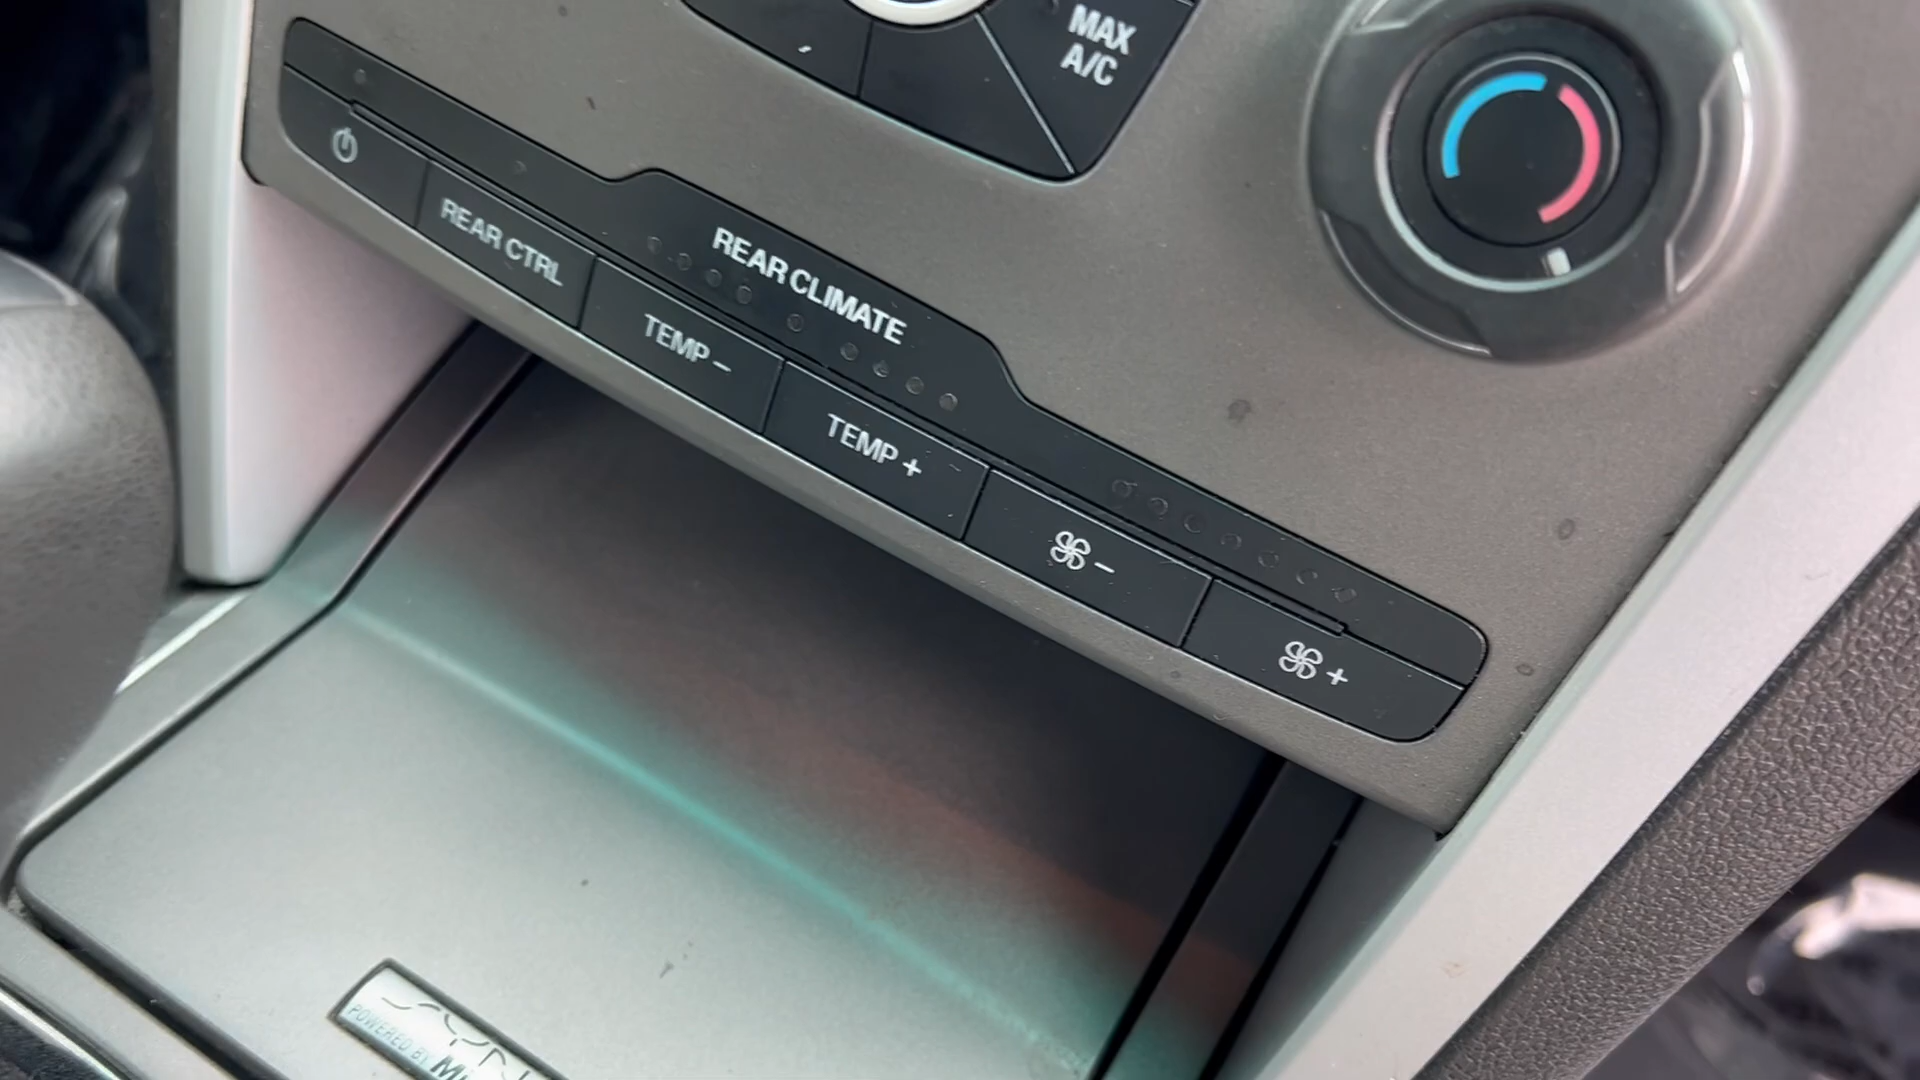 MAX
A/C
REAR CLIMATE
REAR CTRL
TEMP −
TEMP +
−
+
POWERED BY